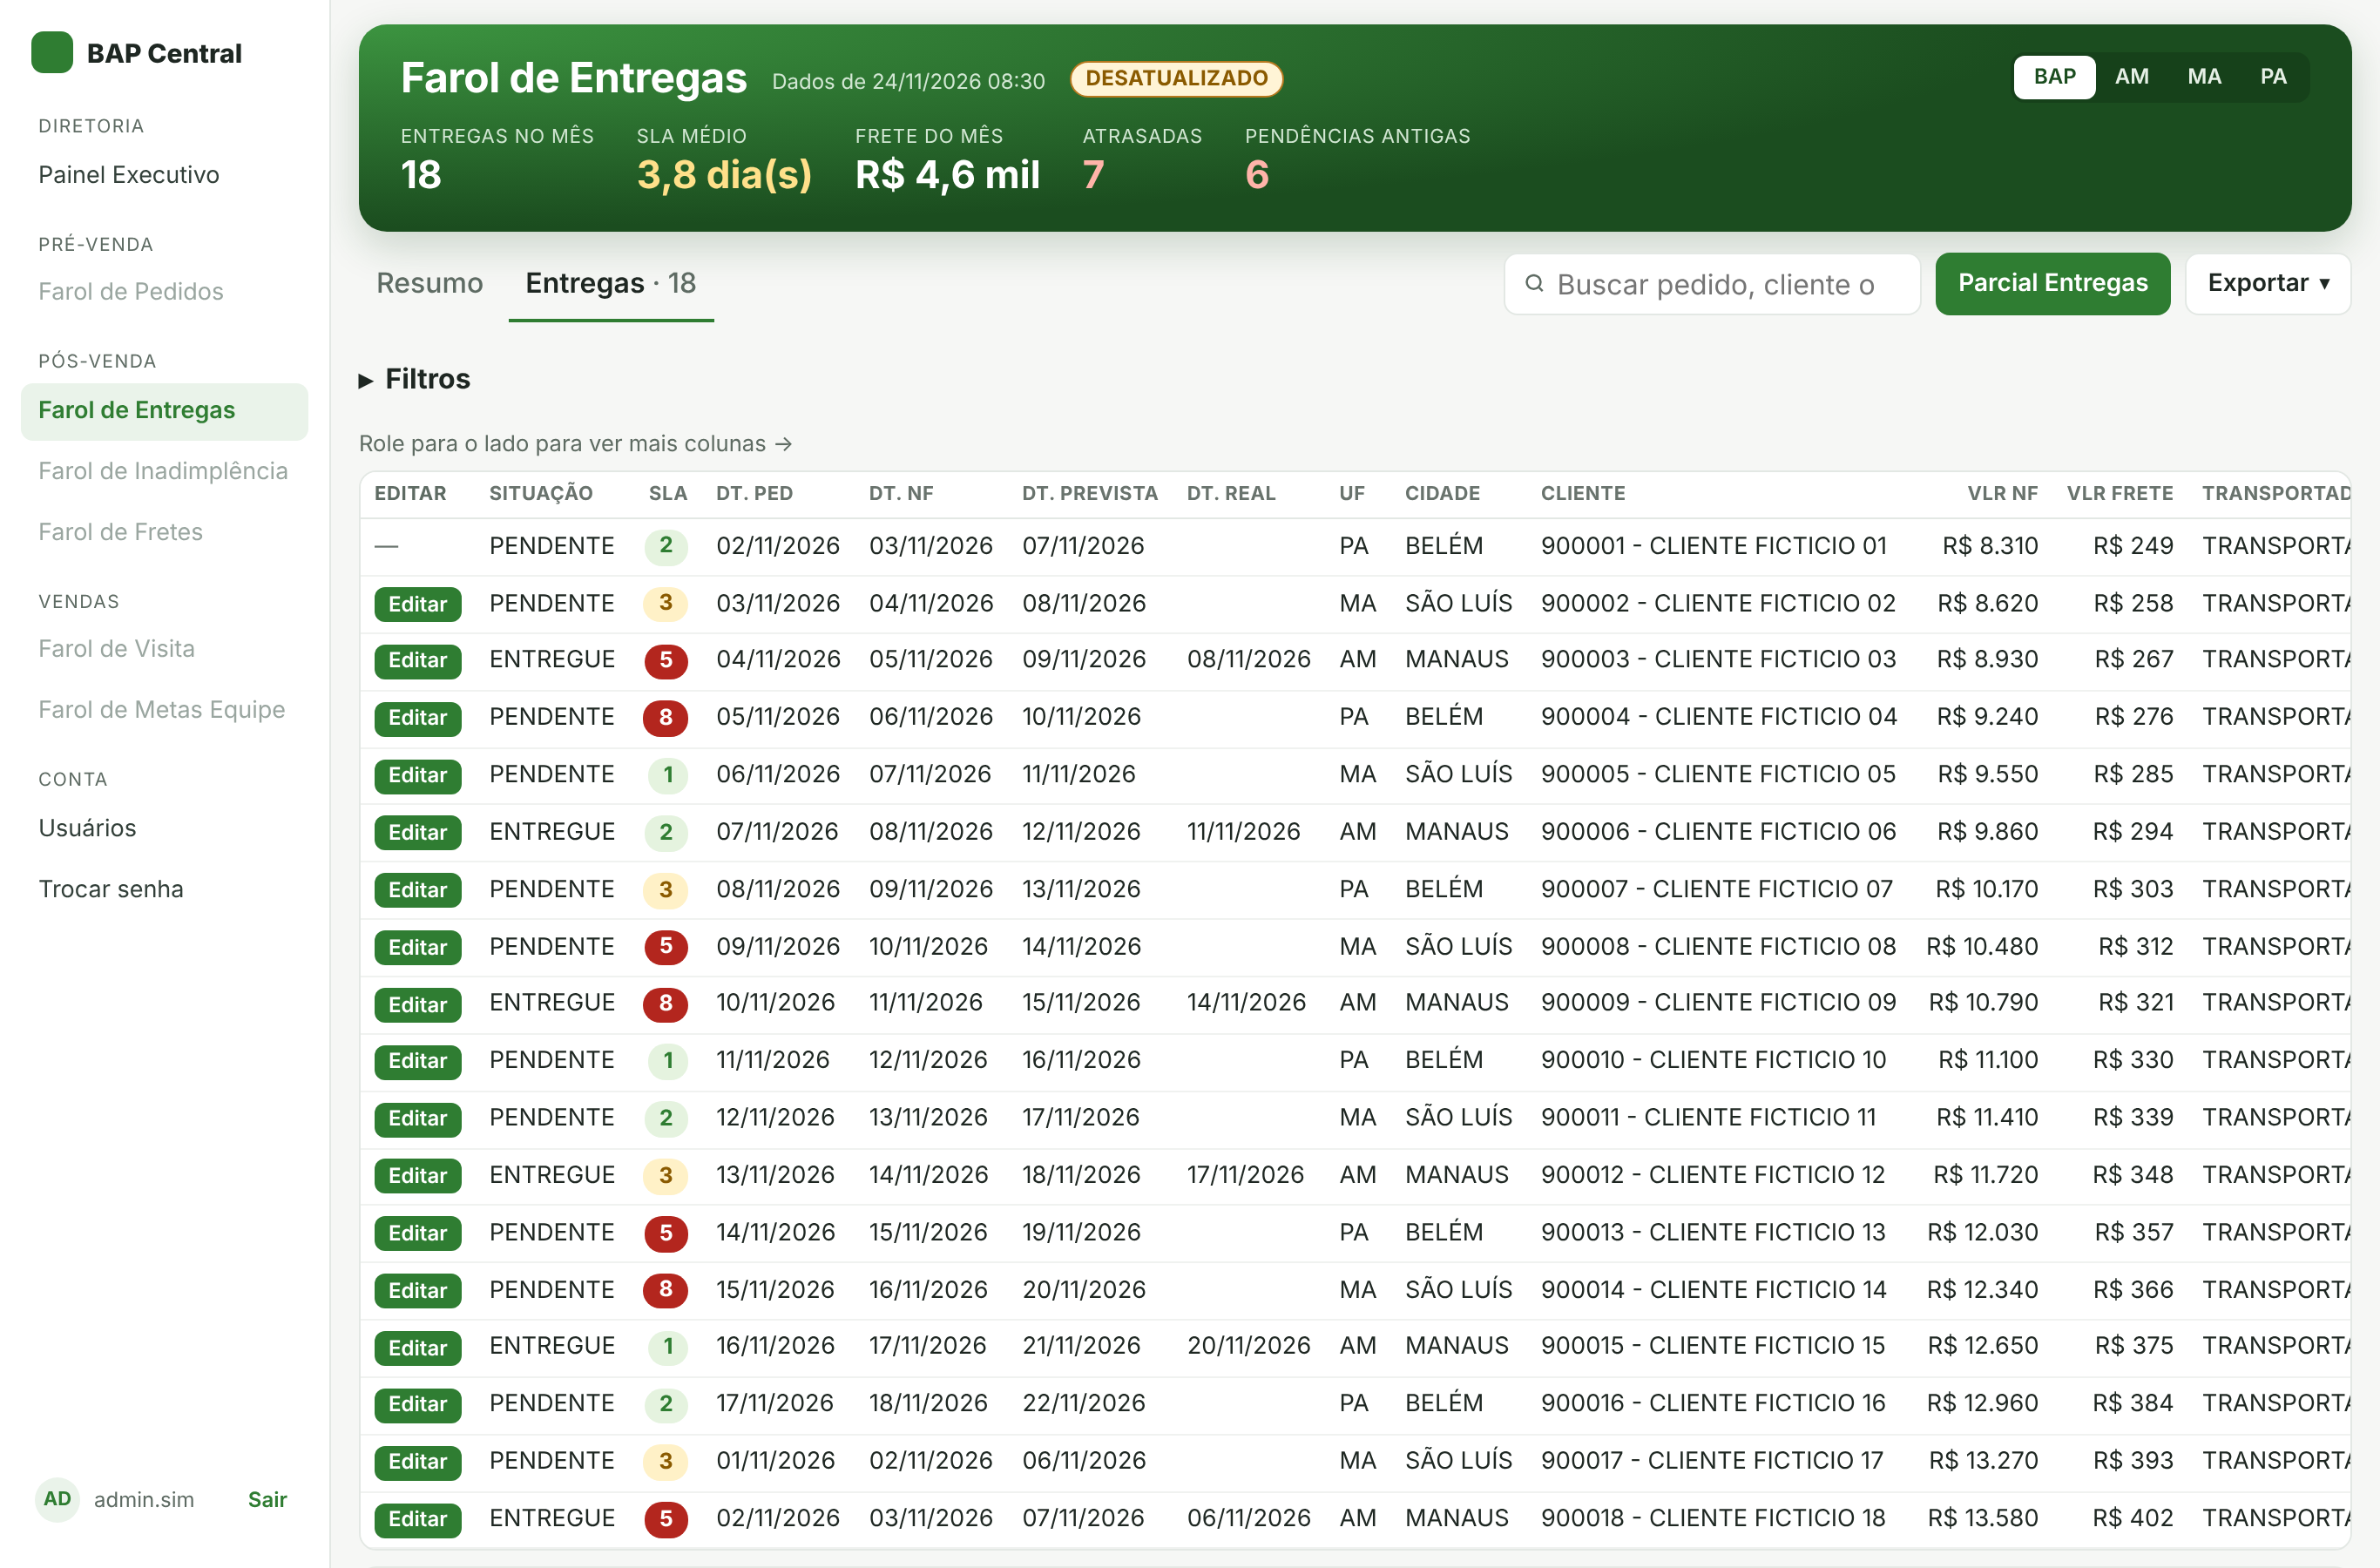 BAP Central
DIRETORIA
Painel Executivo
PRÉ-VENDA
Farol de Pedidos
PÓS-VENDA
Farol de Entregas
Farol de Inadimplência
Farol de Fretes
VENDAS
Farol de Visita
Farol de Metas Equipe
CONTA
Usuários
Trocar senha
AD admin.sim Sair
Farol de Entregas Dados de 24/11/2026 08:30 DESATUALIZADO BAP AM MA PA
ENTREGAS NO MÊS SLA MÉDIO FRETE DO MÊS ATRASADAS PENDÊNCIAS ANTIGAS
18 3,8 dia(s) R$ 4,6 mil 7 6
Resumo Entregas · 18 Buscar pedido, cliente o Parcial Entregas Exportar ▾
▸ Filtros
Role para o lado para ver mais colunas →
EDITAR SITUAÇÃO SLA DT. PED DT. NF DT. PREVISTA DT. REAL UF CIDADE CLIENTE VLR NF VLR FRETE TRANSPORTAD
— PENDENTE 2 02/11/2026 03/11/2026 07/11/2026 PA BELÉM 900001 - CLIENTE FICTICIO 01 R$ 8.310 R$ 249 TRANSPORTA
Editar PENDENTE 3 03/11/2026 04/11/2026 08/11/2026 MA SÃO LUÍS 900002 - CLIENTE FICTICIO 02 R$ 8.620 R$ 258 TRANSPORTA
Editar ENTREGUE 5 04/11/2026 05/11/2026 09/11/2026 08/11/2026 AM MANAUS 900003 - CLIENTE FICTICIO 03 R$ 8.930 R$ 267 TRANSPORTA
Editar PENDENTE 8 05/11/2026 06/11/2026 10/11/2026 PA BELÉM 900004 - CLIENTE FICTICIO 04 R$ 9.240 R$ 276 TRANSPORTA
Editar PENDENTE 1 06/11/2026 07/11/2026 11/11/2026 MA SÃO LUÍS 900005 - CLIENTE FICTICIO 05 R$ 9.550 R$ 285 TRANSPORTA
Editar ENTREGUE 2 07/11/2026 08/11/2026 12/11/2026 11/11/2026 AM MANAUS 900006 - CLIENTE FICTICIO 06 R$ 9.860 R$ 294 TRANSPORTA
Editar PENDENTE 3 08/11/2026 09/11/2026 13/11/2026 PA BELÉM 900007 - CLIENTE FICTICIO 07 R$ 10.170 R$ 303 TRANSPORTA
Editar PENDENTE 5 09/11/2026 10/11/2026 14/11/2026 MA SÃO LUÍS 900008 - CLIENTE FICTICIO 08 R$ 10.480 R$ 312 TRANSPORTA
Editar ENTREGUE 8 10/11/2026 11/11/2026 15/11/2026 14/11/2026 AM MANAUS 900009 - CLIENTE FICTICIO 09 R$ 10.790 R$ 321 TRANSPORTA
Editar PENDENTE 1 11/11/2026 12/11/2026 16/11/2026 PA BELÉM 900010 - CLIENTE FICTICIO 10 R$ 11.100 R$ 330 TRANSPORTA
Editar PENDENTE 2 12/11/2026 13/11/2026 17/11/2026 MA SÃO LUÍS 900011 - CLIENTE FICTICIO 11 R$ 11.410 R$ 339 TRANSPORTA
Editar ENTREGUE 3 13/11/2026 14/11/2026 18/11/2026 17/11/2026 AM MANAUS 900012 - CLIENTE FICTICIO 12 R$ 11.720 R$ 348 TRANSPORTA
Editar PENDENTE 5 14/11/2026 15/11/2026 19/11/2026 PA BELÉM 900013 - CLIENTE FICTICIO 13 R$ 12.030 R$ 357 TRANSPORTA
Editar PENDENTE 8 15/11/2026 16/11/2026 20/11/2026 MA SÃO LUÍS 900014 - CLIENTE FICTICIO 14 R$ 12.340 R$ 366 TRANSPORTA
Editar ENTREGUE 1 16/11/2026 17/11/2026 21/11/2026 20/11/2026 AM MANAUS 900015 - CLIENTE FICTICIO 15 R$ 12.650 R$ 375 TRANSPORTA
Editar PENDENTE 2 17/11/2026 18/11/2026 22/11/2026 PA BELÉM 900016 - CLIENTE FICTICIO 16 R$ 12.960 R$ 384 TRANSPORTA
Editar PENDENTE 3 01/11/2026 02/11/2026 06/11/2026 MA SÃO LUÍS 900017 - CLIENTE FICTICIO 17 R$ 13.270 R$ 393 TRANSPORTA
Editar ENTREGUE 5 02/11/2026 03/11/2026 07/11/2026 06/11/2026 AM MANAUS 900018 - CLIENTE FICTICIO 18 R$ 13.580 R$ 402 TRANSPORTA